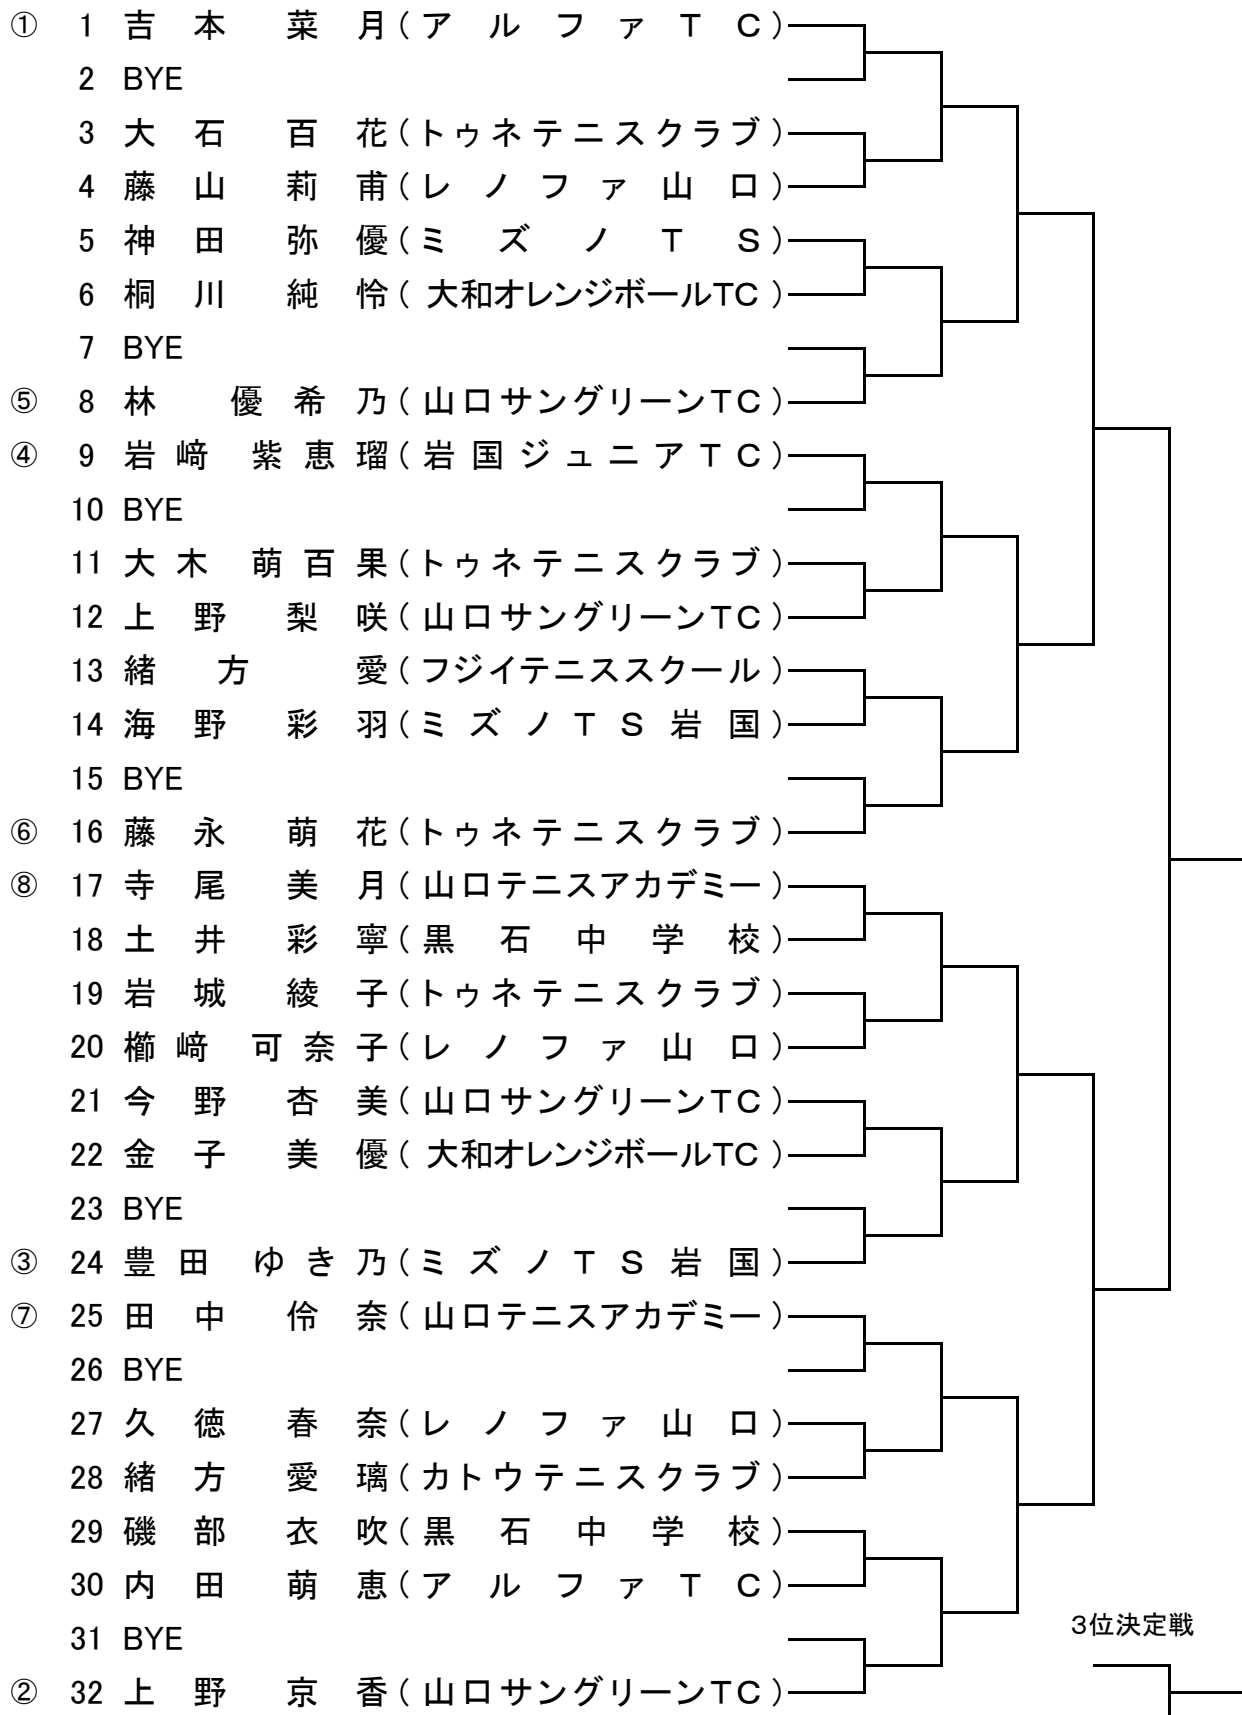 ① 1 吉本 菜月(アルファTC)
2 BYE
3 大石 百花(トゥネテニスクラブ)
4 藤山 莉甫(レノファ山口)
5 神田 弥優(ミズノTS)
6 桐川 純怜(大和オレンジボールTC)
7 BYE
⑤ 8 林 優希乃(山口サングリーンTC)
④ 9 岩﨑 紫恵瑠(岩国ジュニアTC)
10 BYE
11 大木 萌百果(トゥネテニスクラブ)
12 上野 梨咲(山口サングリーンTC)
13 緒方 愛(フジイテニススクール)
14 海野 彩羽(ミズノTS岩国)
15 BYE
⑥ 16 藤永 萌花(トゥネテニスクラブ)
⑧ 17 寺尾 美月(山口テニスアカデミー)
18 土井 彩寧(黒石中学校)
19 岩城 綾子(トゥネテニスクラブ)
20 櫛﨑 可奈子(レノファ山口)
21 今野 杏美(山口サングリーンTC)
22 金子 美優(大和オレンジボールTC)
23 BYE
③ 24 豊田 ゆき乃(ミズノTS岩国)
⑦ 25 田中 伶奈(山口テニスアカデミー)
26 BYE
27 久徳 春奈(レノファ山口)
28 緒方 愛璃(カトウテニスクラブ)
29 磯部 衣吹(黒石中学校)
30 内田 萌恵(アルファTC)
31 BYE
3位決定戦
② 32 上野 京香(山口サングリーンTC)